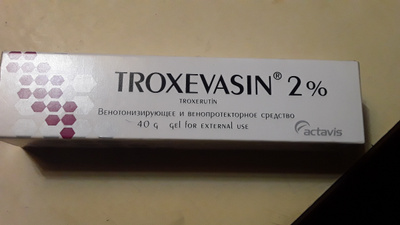 TROXEVASIN® 2%
TROXERUTIN
Венотонизирующее и венопротекторное средство
40 g gel for external use
actavis